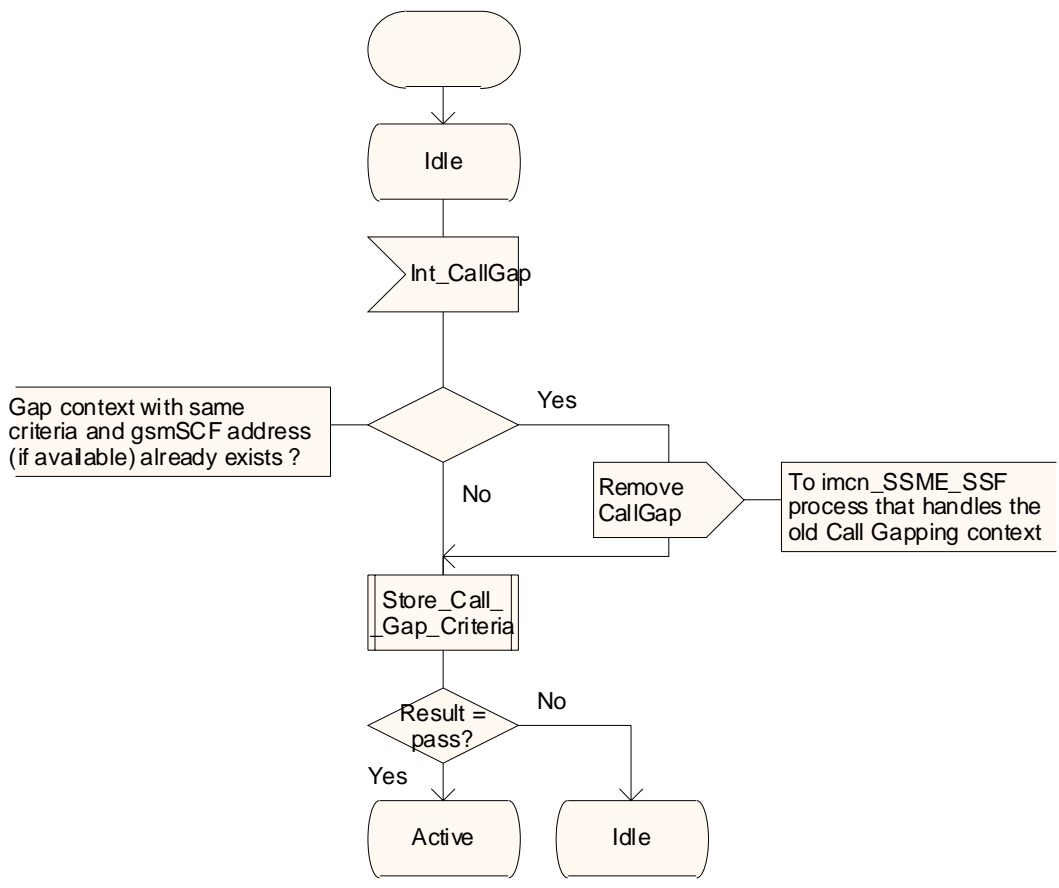 Idle
Int_CallGap
Yes
Gap context with same
criteria and gsmSCF address
(if available) already exists ?
No
Remove
CallGap
To imcn_SSME_SSF
process that handles the
old Call Gapping context
Store_Call_
_Gap_Criteria
No
Result =
pass?
Yes
Active
Idle